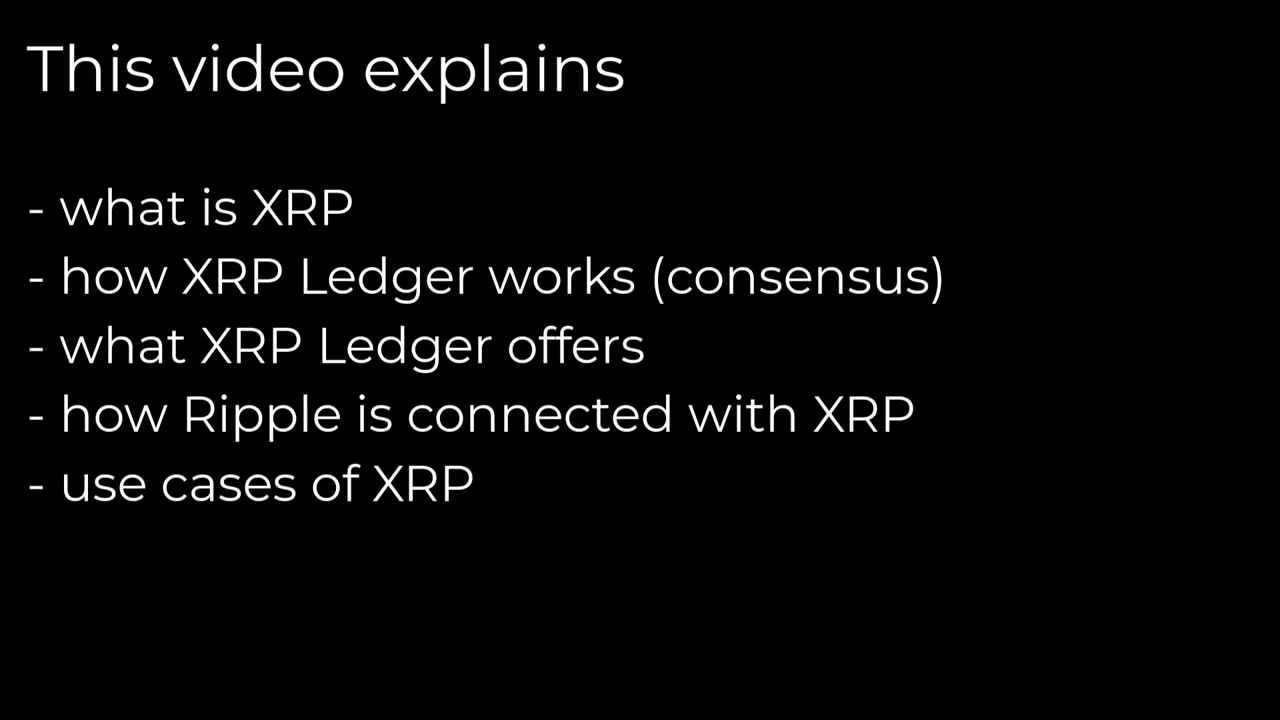 This video explains
- what is XRP
- how XRP Ledger works (consensus)
- what XRP Ledger offers
- how Ripple is connected with XRP
- use cases of XRP